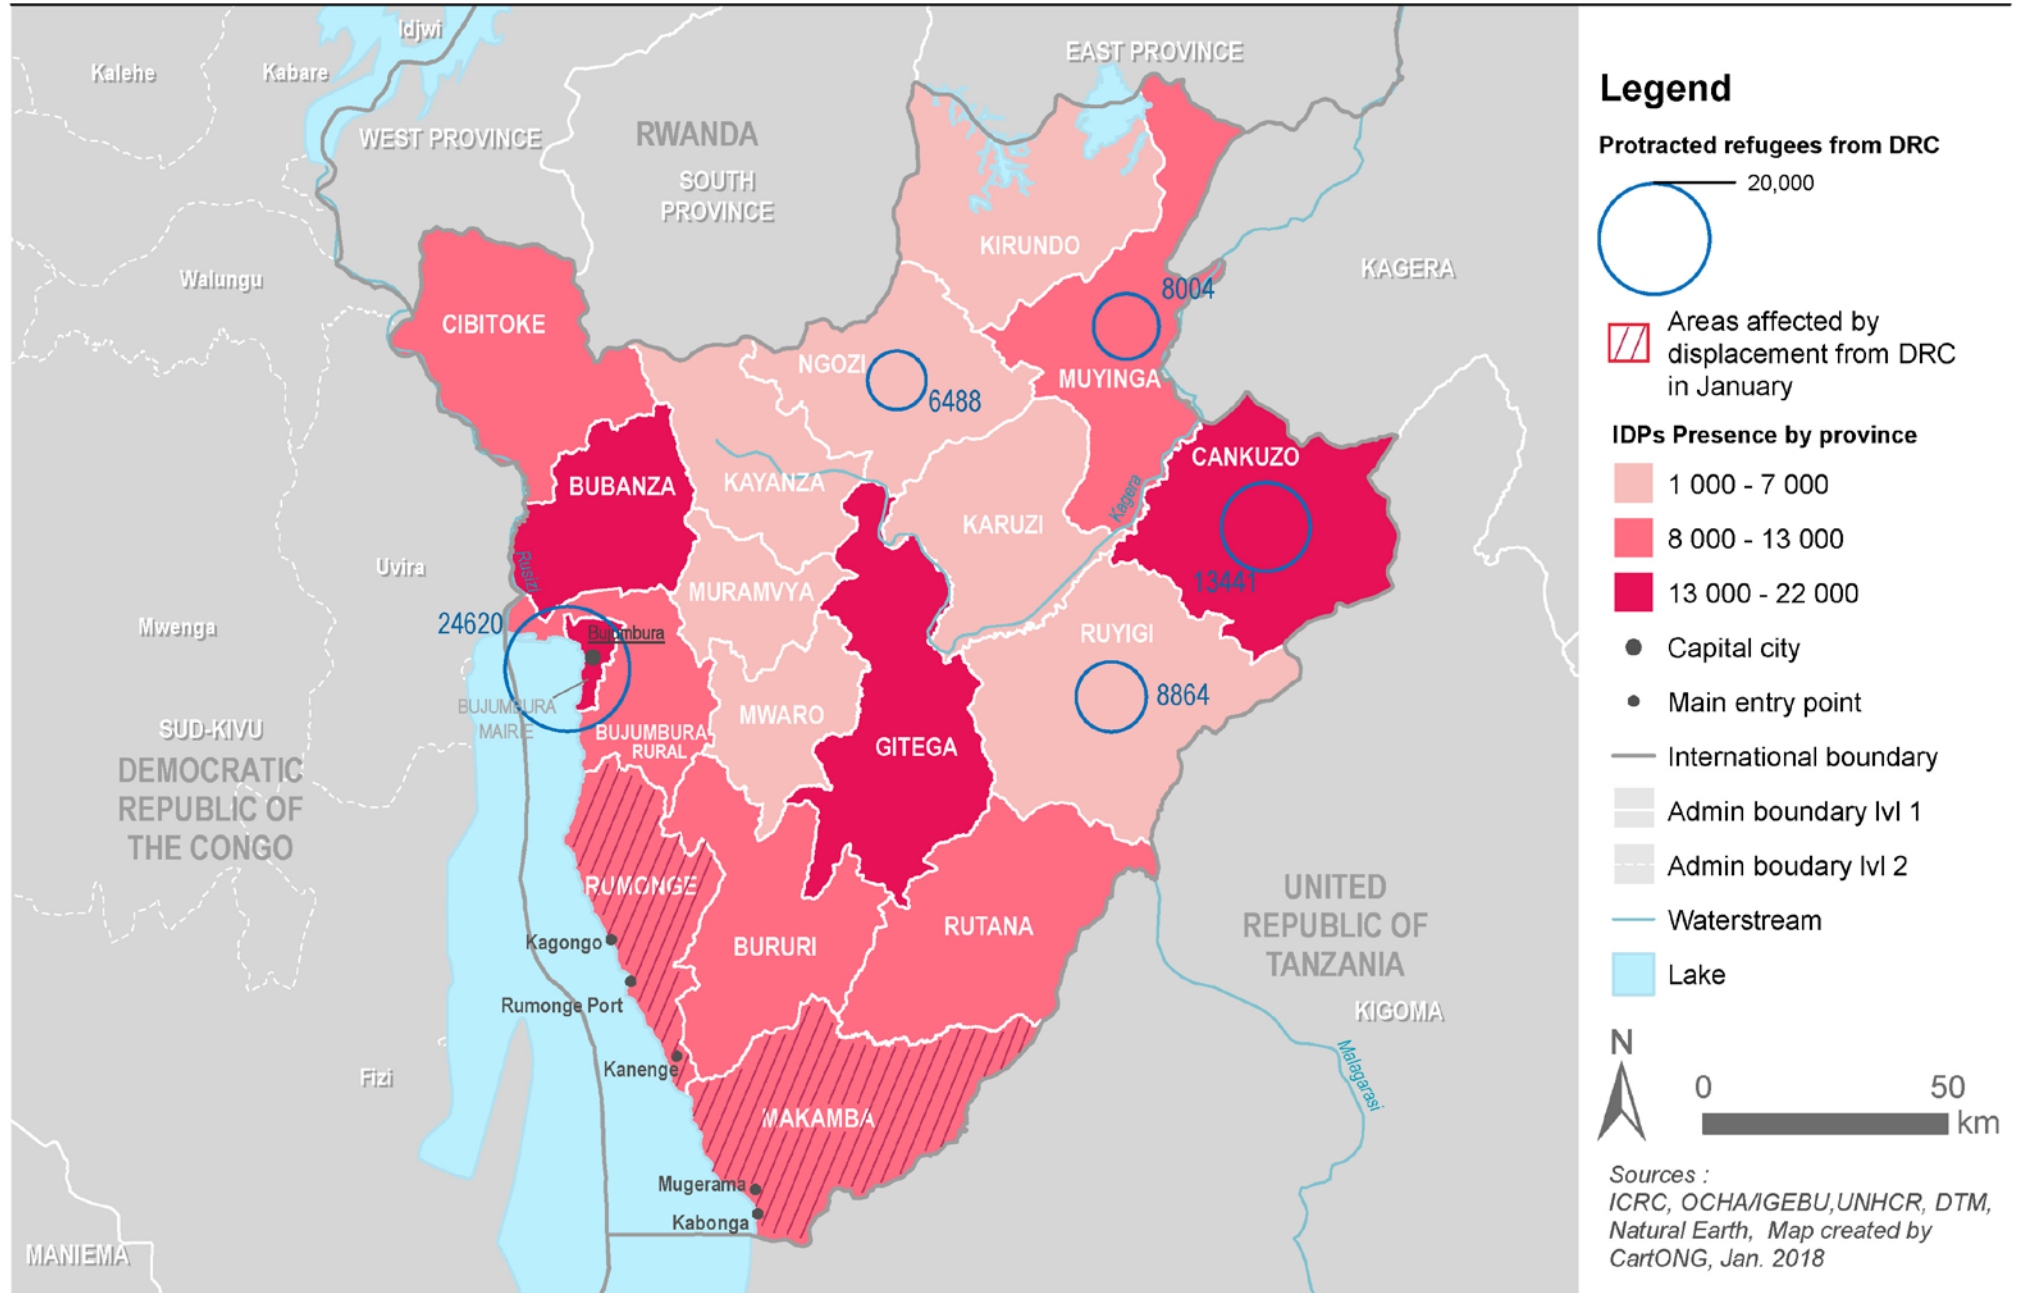 Idjwi
EAST PROVINCE
Kalehe
Kabare
WEST PROVINCE
RWANDA
SOUTH
PROVINCE
KIRUNDO
KAGERA
Walungu
8004
CIBITOKE
NGOZI
MUYINGA
6488
CANKUZO
BUBANZA
KAYANZA
Kagera
KARUZI
Uvira
Rusizi
13441
MURAMVYA
24620
Mwenga
Bujumbura
RUYIGI
8864
BUJUMBURA
MAIRIE
MWARO
SUD-KIVU
BUJUMBURA
RURAL
GITEGA
DEMOCRATIC
REPUBLIC OF
THE CONGO
RUMONGE
UNITED
REPUBLIC OF
TANZANIA
RUTANA
Kagongo
BURURI
Rumonge Port
KIGOMA
Kanenge
Fizi
Malagarasi
MAKAMBA
Mugerama
Kabonga
MANIEMA
Legend
Protracted refugees from DRC
20,000
Areas affected by
displacement from DRC
in January
IDPs Presence by province
1 000 - 7 000
8 000 - 13 000
13 000 - 22 000
Capital city
Main entry point
International boundary
Admin boundary lvl 1
Admin boudary lvl 2
Waterstream
Lake
N
0 50
km
Sources :
ICRC, OCHA/IGEBU,UNHCR, DTM,
Natural Earth, Map created by
CartONG, Jan. 2018